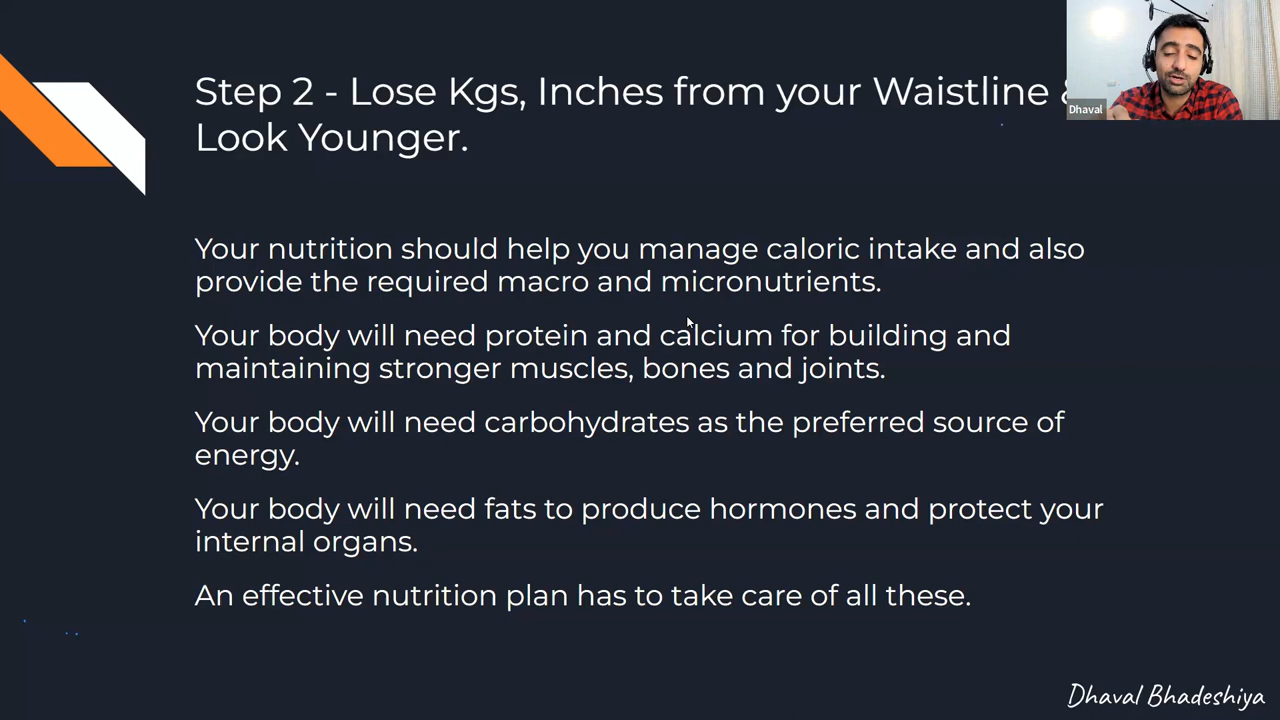 Step 2 - Lose Kgs, Inches from your Waistline &
Look Younger.
Dhaval
Your nutrition should help you manage caloric intake and also
provide the required macro and micronutrients.
Your body will need protein and calcium for building and
maintaining stronger muscles, bones and joints.
Your body will need carbohydrates as the preferred source of
energy.
Your body will need fats to produce hormones and protect your
internal organs.
An effective nutrition plan has to take care of all these.
Dhaval Bhadeshiya